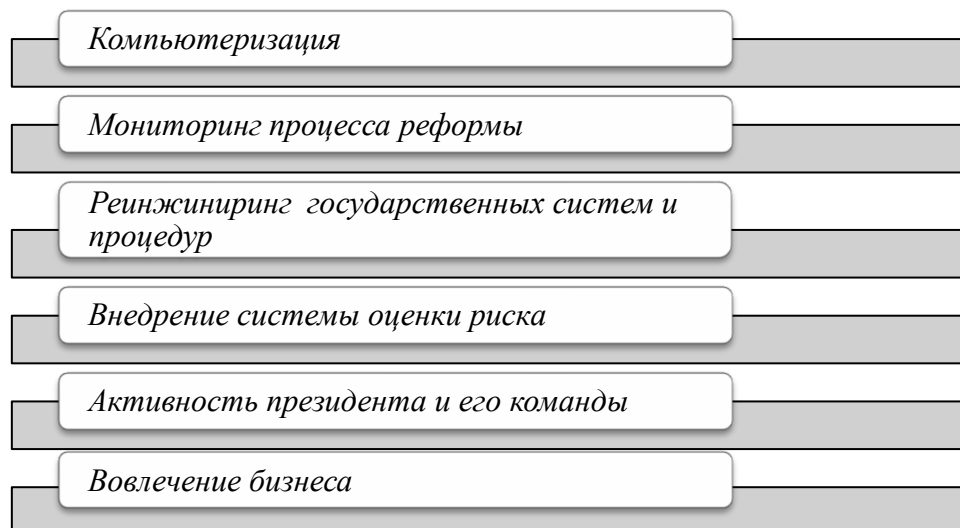 Компьютеризация
Мониторинг процесса реформы
Реинжиниринг государственных систем и
процедур
Внедрение системы оценки риска
Активность президента и его команды
Вовлечение бизнеса